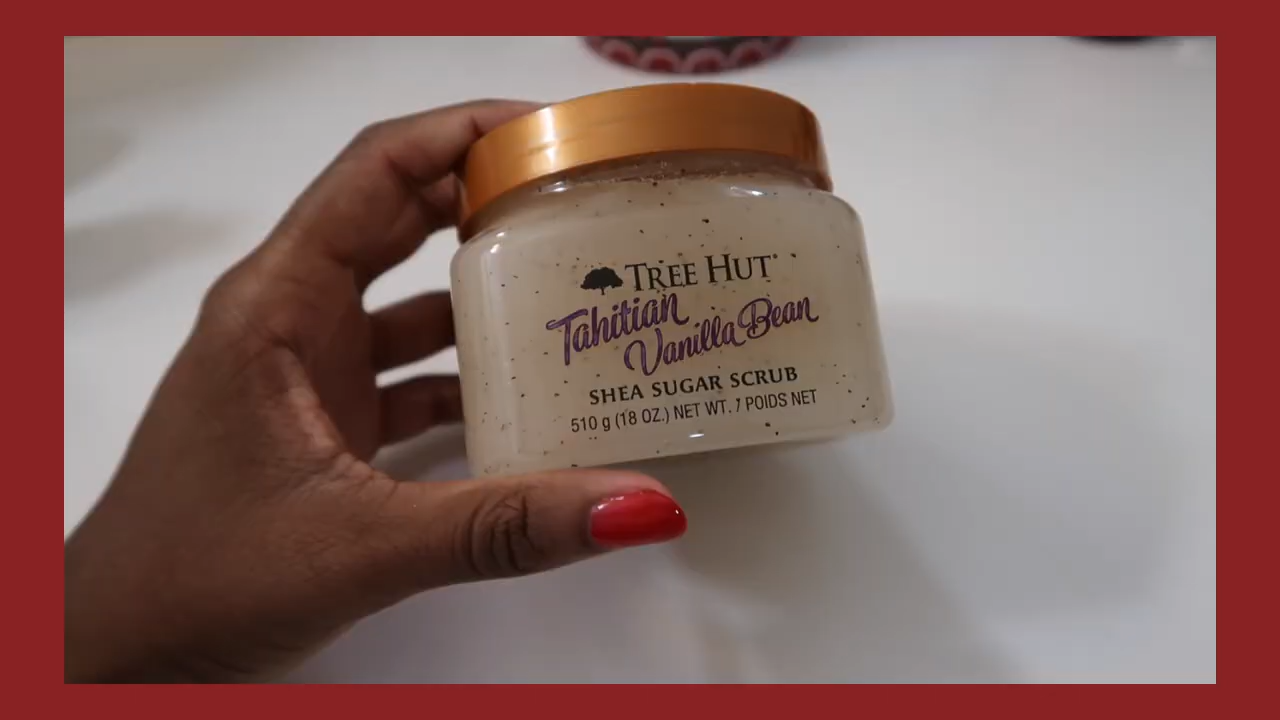 TREE HUT®
Tahitian
Vanilla Bean
SHEA SUGAR SCRUB
510 g (18 OZ.) NET WT. / POIDS NET